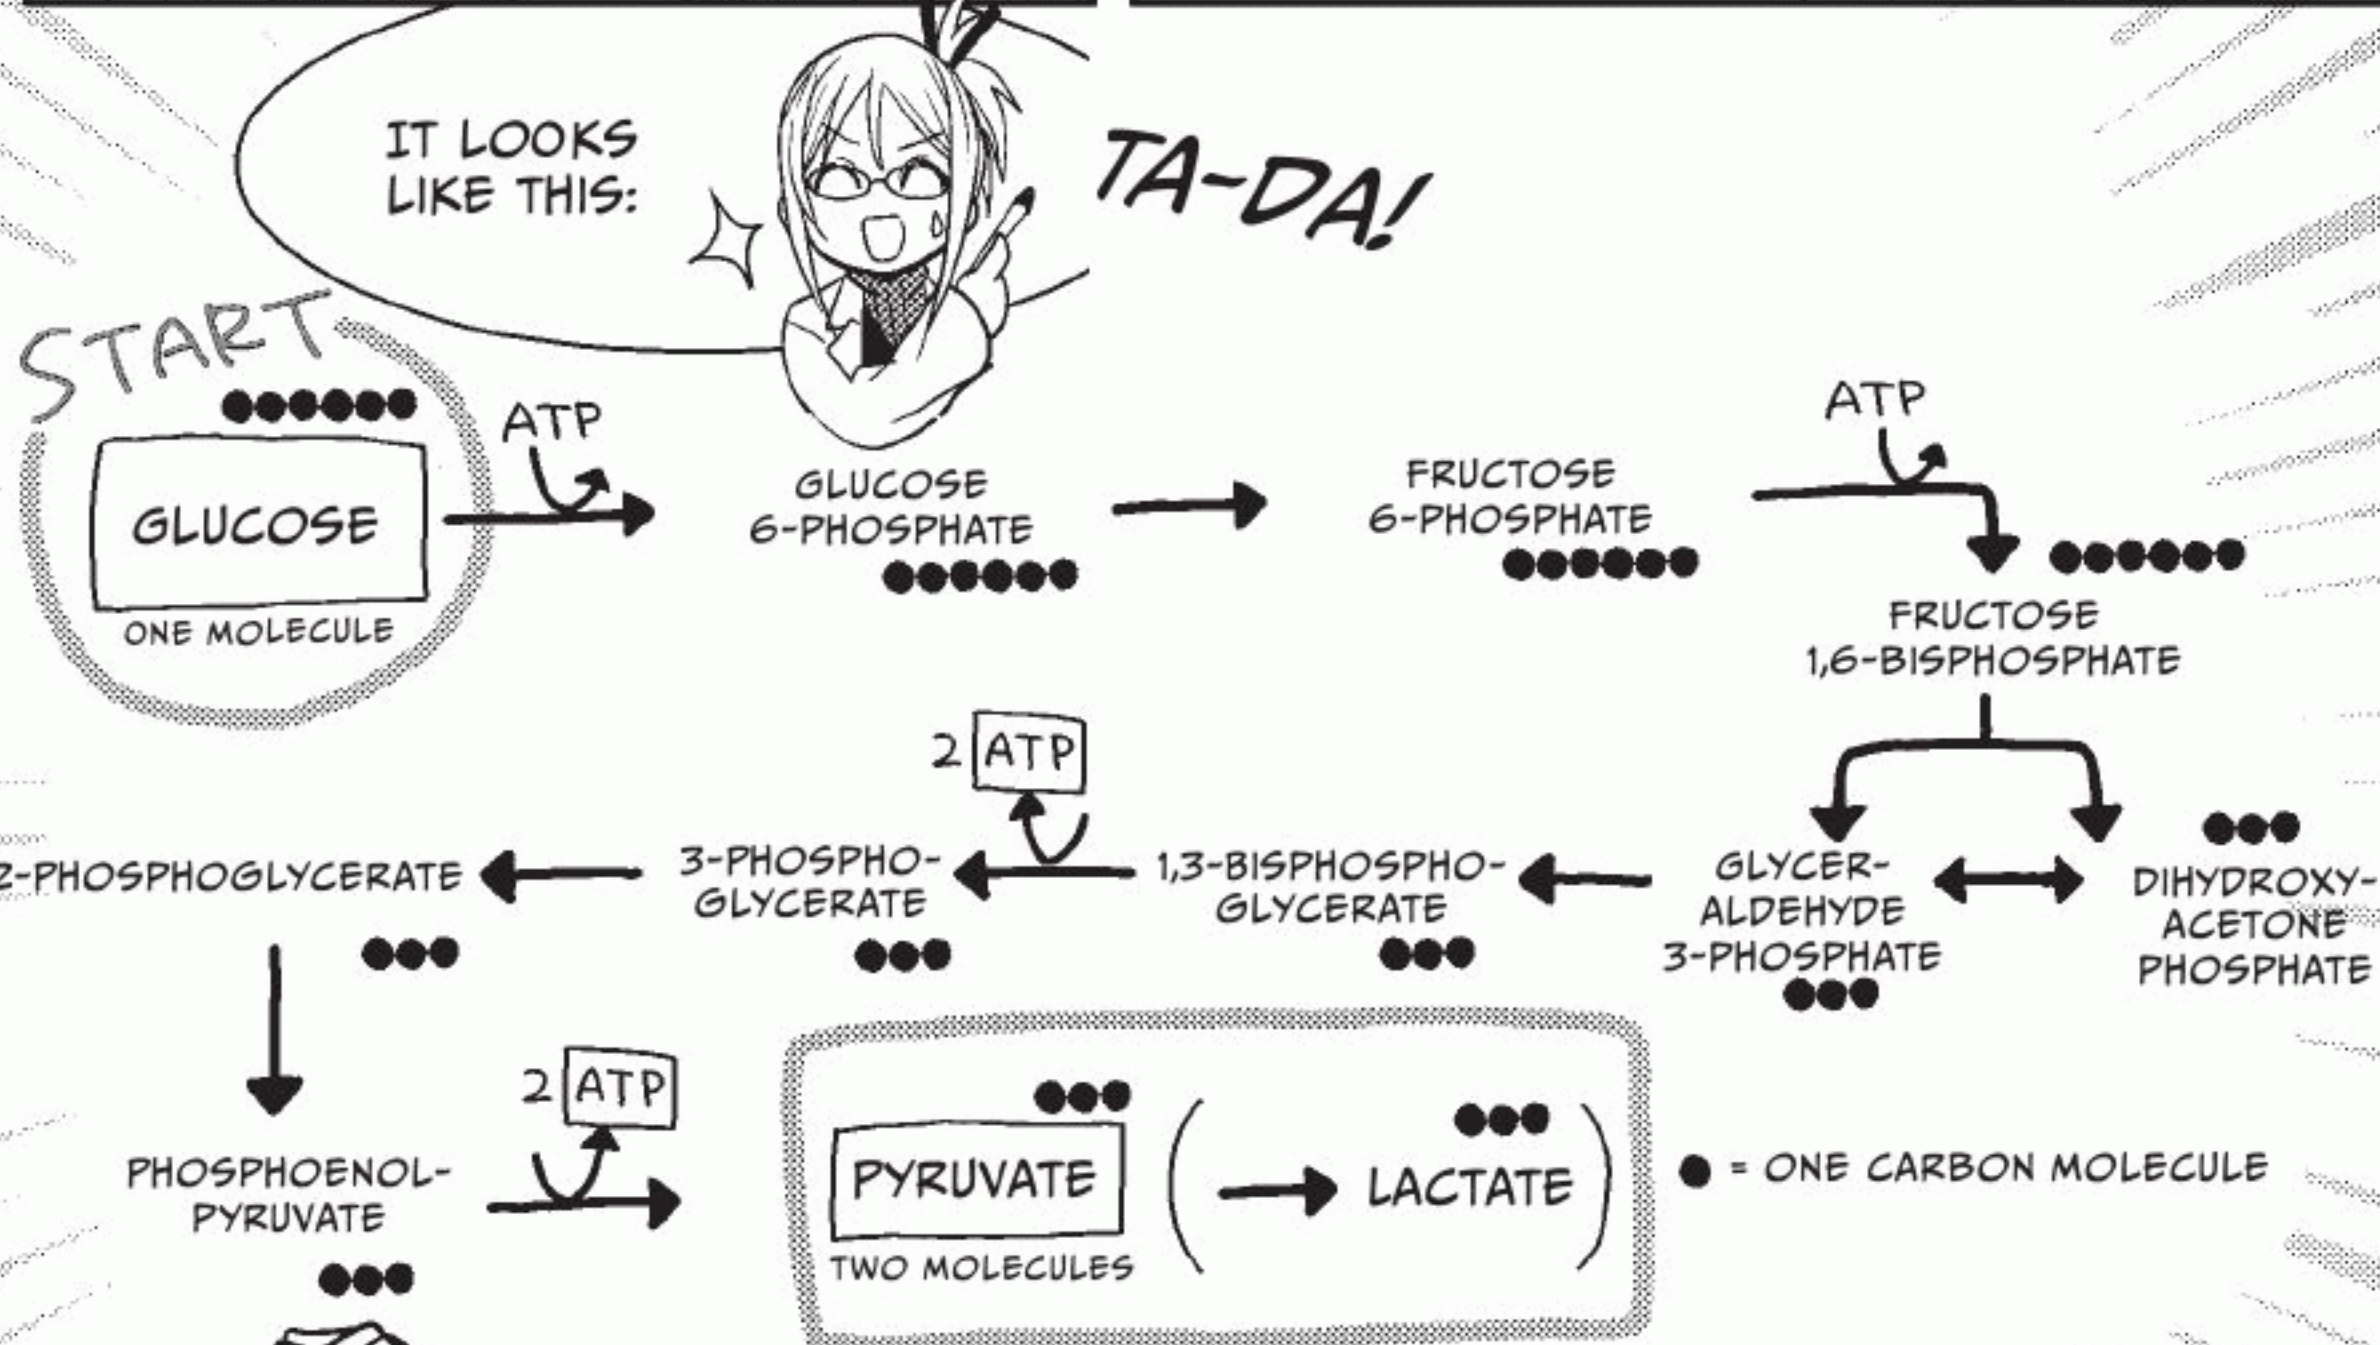 IT LOOKS
LIKE THIS:
TA-DA!
START
GLUCOSE
ONE MOLECULE
ATP
GLUCOSE
6-PHOSPHATE
FRUCTOSE
6-PHOSPHATE
ATP
FRUCTOSE
1,6-BISPHOSPHATE
GLYCER-
ALDEHYDE
3-PHOSPHATE
DIHYDROXY-
ACETONE
PHOSPHATE
1,3-BISPHOSPHO-
GLYCERATE
2 ATP
3-PHOSPHO-
GLYCERATE
2-PHOSPHOGLYCERATE
PHOSPHOENOL-
PYRUVATE
2 ATP
PYRUVATE
TWO MOLECULES
( LACTATE )
= ONE CARBON MOLECULE